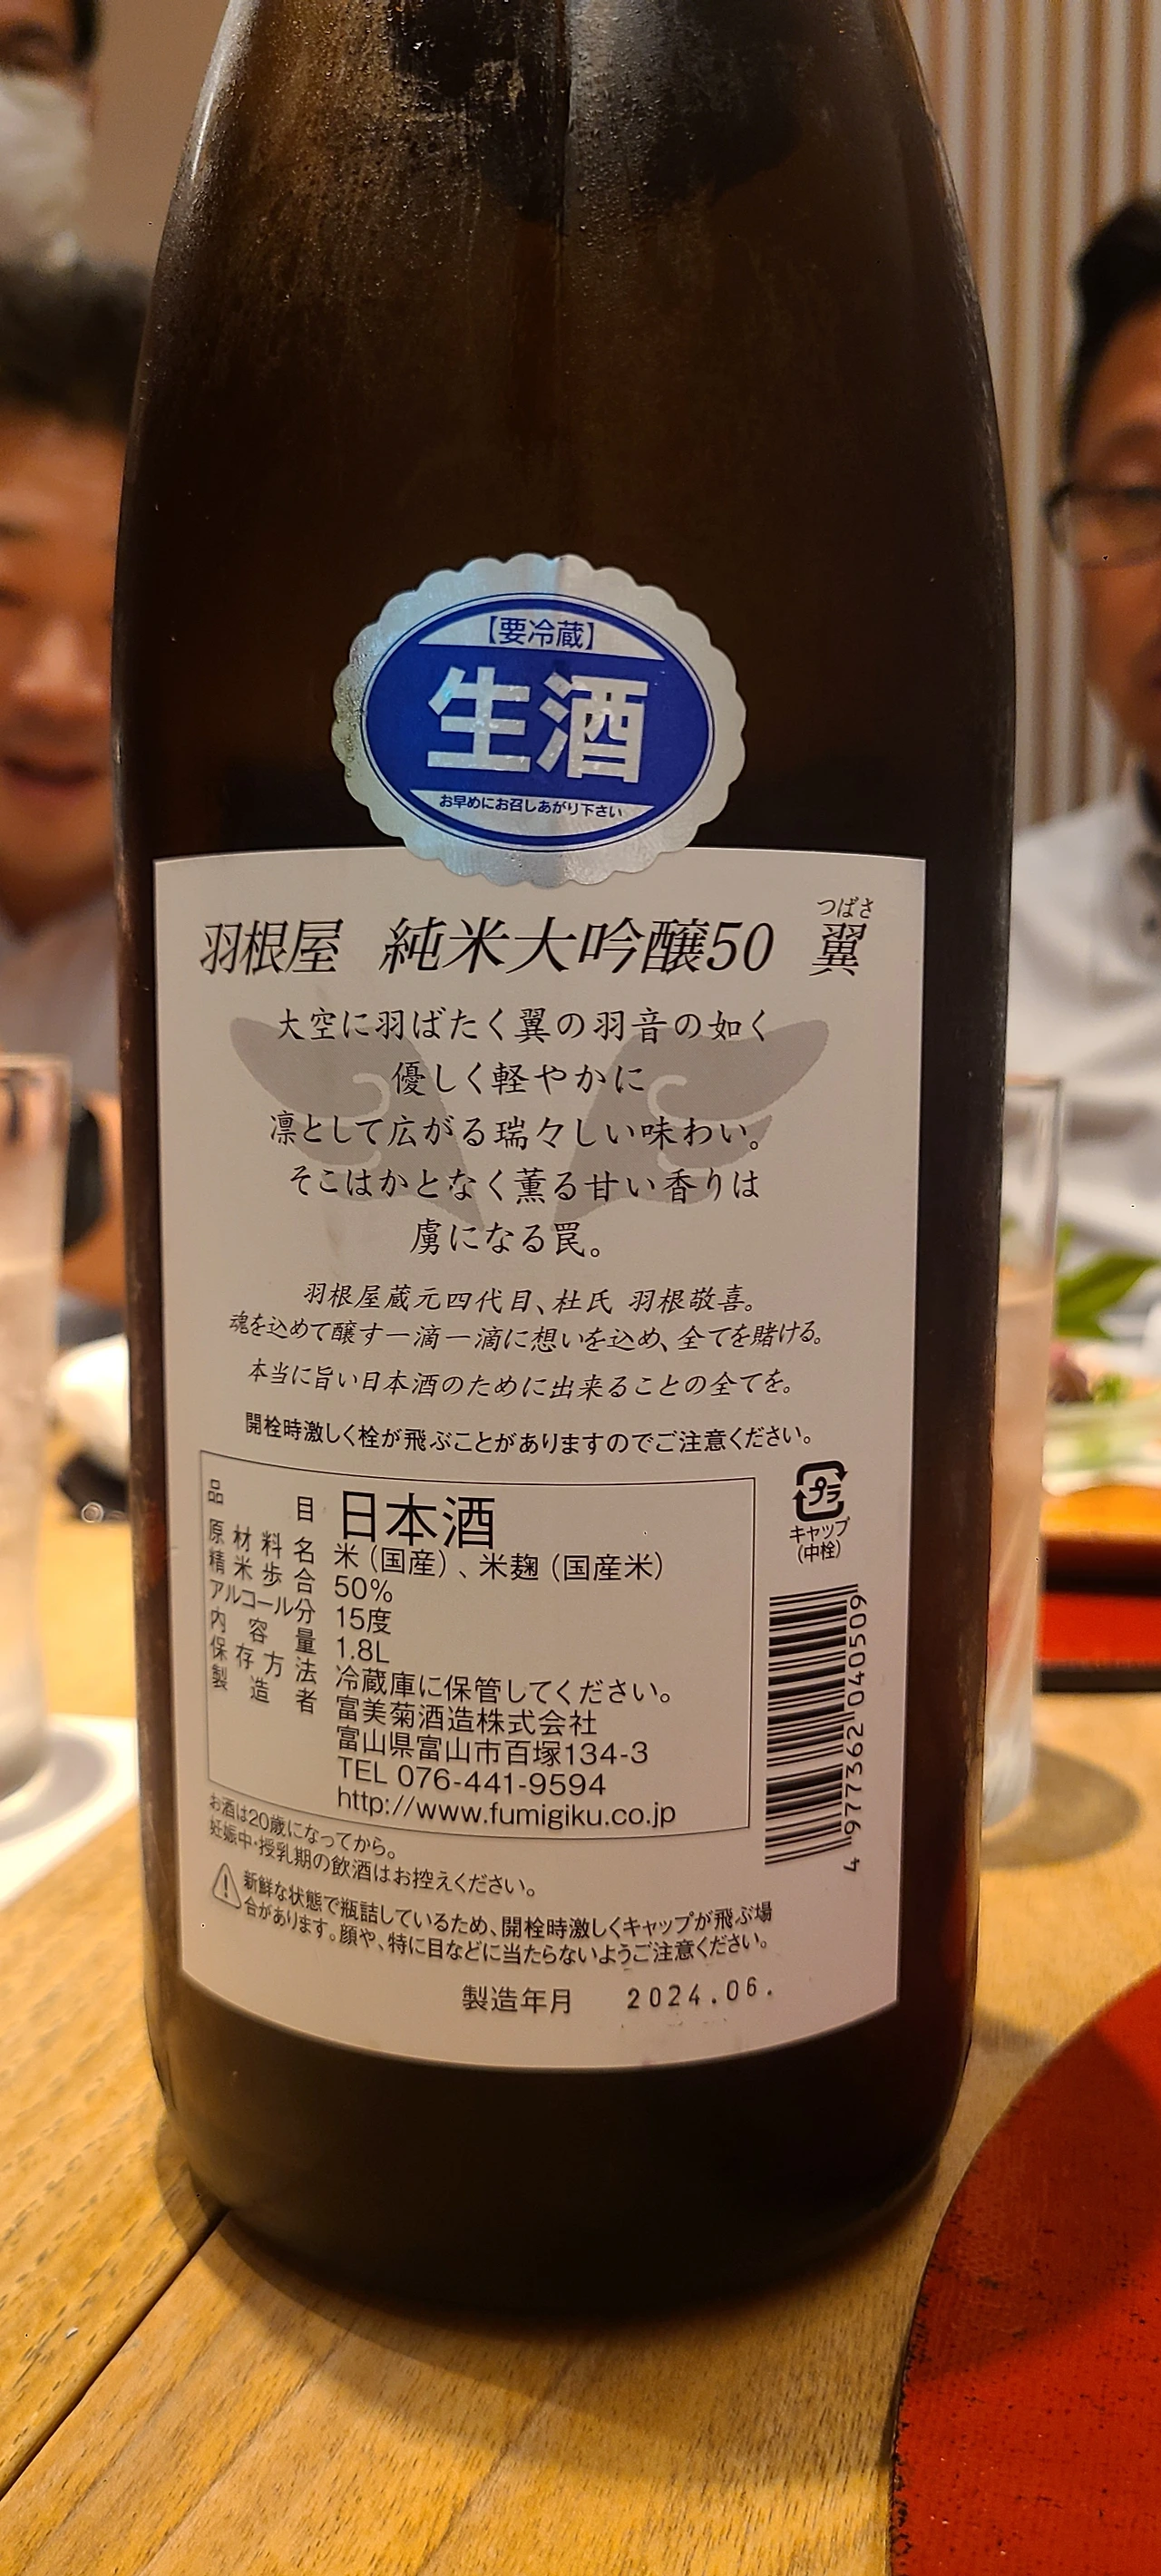 【要冷蔵】
生酒
お早めにお召しあがり下さい
羽根屋 純米大吟醸50 翼
つばさ
大空に羽ばたく翼の羽音の如く
優しく軽やかに
凛として広がる瑞々しい味わい。
そこはかとなく薫る甘い香りは
虜になる罠。
羽根屋蔵元四代目、杜氏 羽根敬喜。
魂を込めて醸す一滴一滴に想いを込め、全てを賭ける。
本当に旨い日本酒のために出来ることの全てを。
開栓時激しく栓が飛ぶことがありますのでご注意ください。
品目 日本酒
原材料名 米（国産）、米麹（国産米）
精米歩合 50%
アルコール分 15度
内容量 1.8L
保存方法 冷蔵庫に保管してください。
製造者 富美菊酒造株式会社
富山県富山市百塚134-3
TEL 076-441-9594
http://www.fumigiku.co.jp
プラ
キャップ
（中栓）
4 977362 040509
お酒は20歳になってから。
妊娠中・授乳期の飲酒はお控えください。
新鮮な状態で瓶詰しているため、開栓時激しくキャップが飛ぶ場
合があります。顔や、特に目などに当たらないようご注意ください。
製造年月 2024.06.